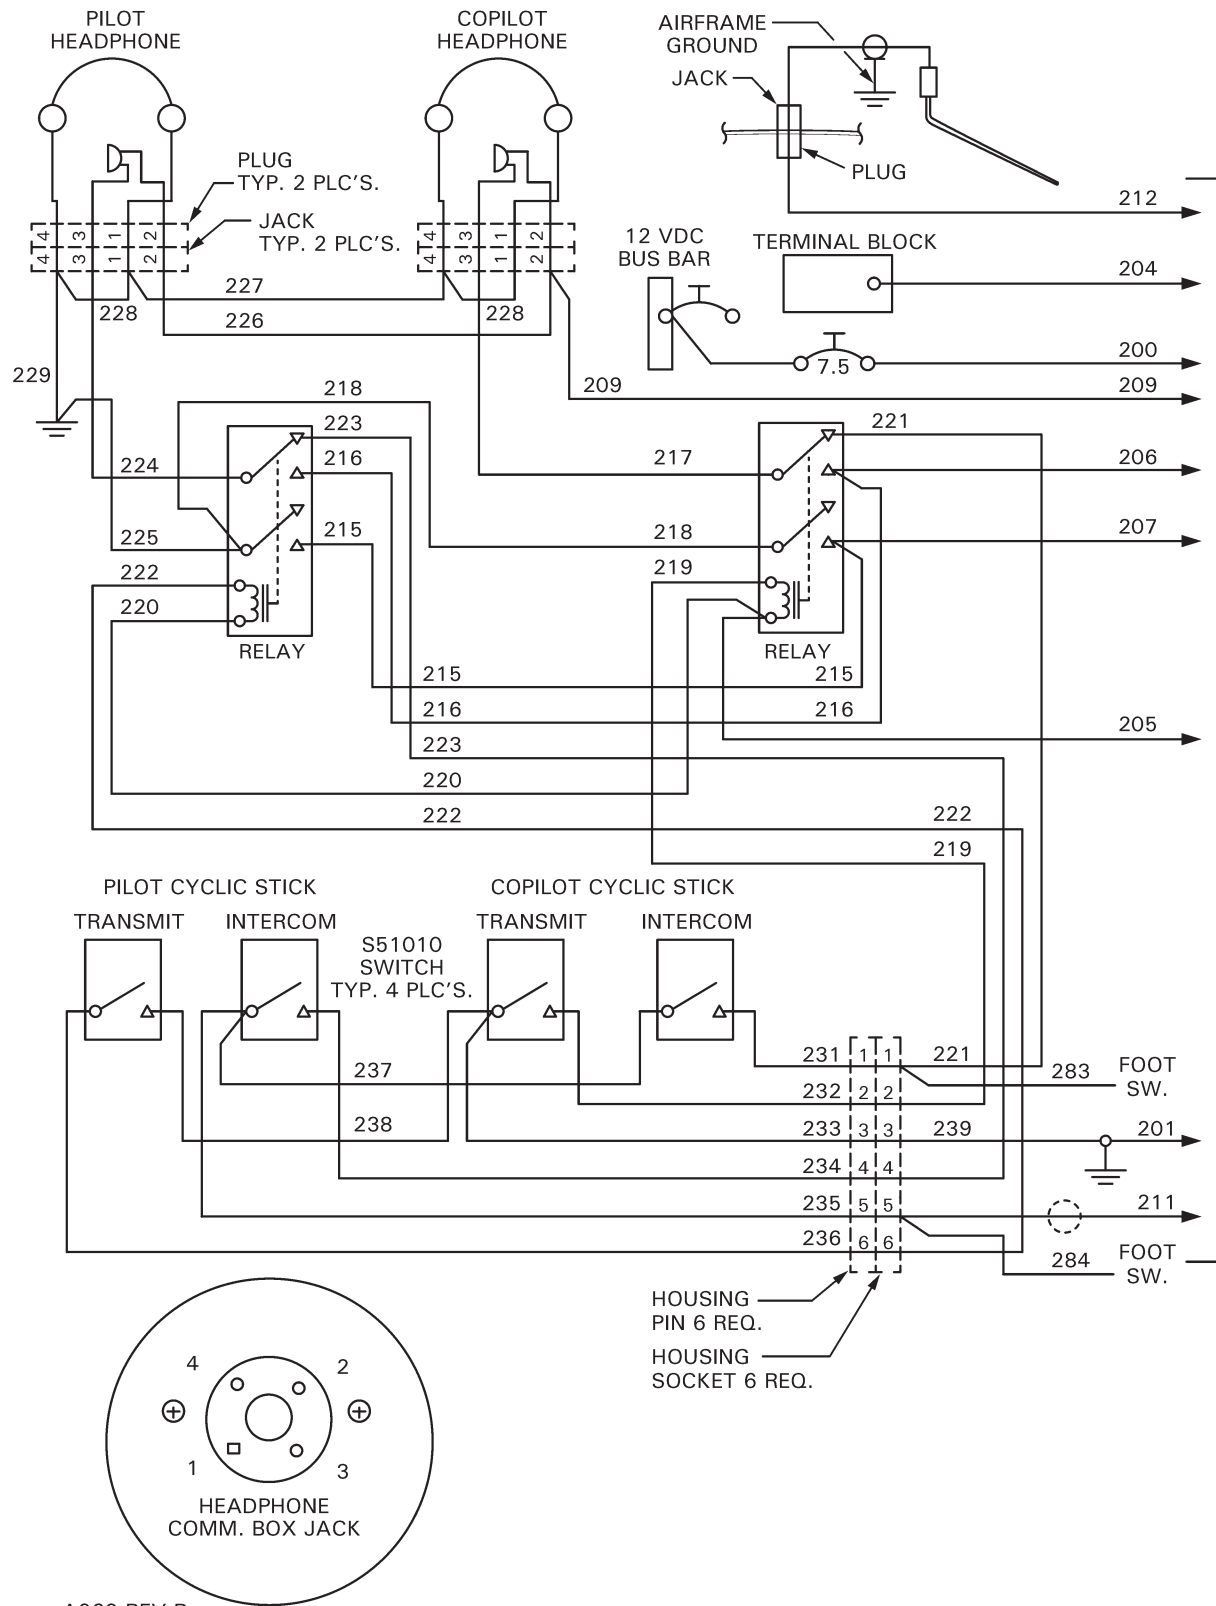 PILOT
HEADPHONE
COPILOT
HEADPHONE
AIRFRAME
GROUND
JACK
PLUG
212
PLUG
TYP. 2 PLC'S.
JACK
TYP. 2 PLC'S.
4 3 1 2
4 3 1 2
4 3 1 2
4 3 1 2
12 VDC
BUS BAR
TERMINAL BLOCK
204
227
228
226
228
200
7.5
229
209
209
218
223
221
224
216
217
206
225
215
218
207
222
219
220
RELAY
RELAY
215
215
216
216
205
223
220
222
222
219
PILOT CYCLIC STICK
COPILOT CYCLIC STICK
TRANSMIT
INTERCOM
TRANSMIT
INTERCOM
S51010
SWITCH
TYP. 4 PLC'S.
231 1 1 221
283
FOOT
SW.
237
232 2 2
238
233 3 3 239
201
234 4 4
235 5 5
211
236 6 6
284
FOOT
SW.
HOUSING
PIN 6 REQ.
HOUSING
SOCKET 6 REQ.
4
2
1
3
HEADPHONE
COMM. BOX JACK